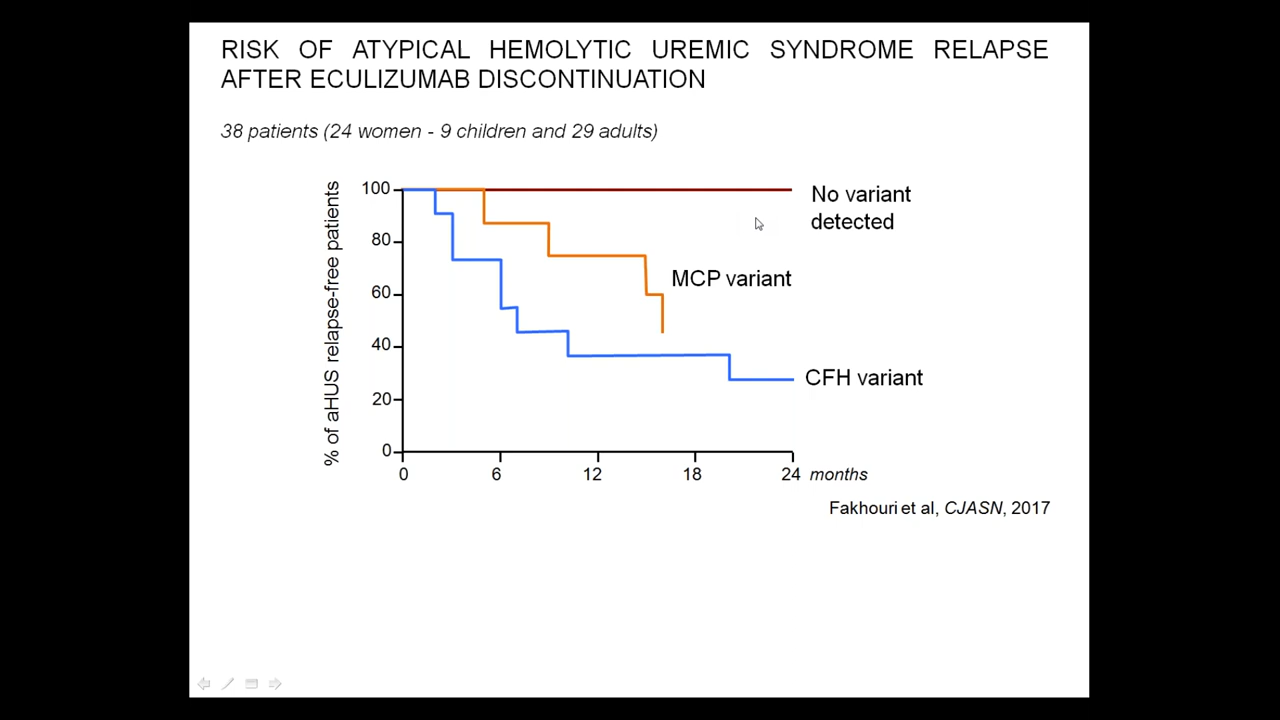 RISK OF ATYPICAL HEMOLYTIC UREMIC SYNDROME RELAPSE
AFTER ECULIZUMAB DISCONTINUATION
38 patients (24 women - 9 children and 29 adults)
% of aHUS relapse-free patients
100
80
60
40
20
0
No variant
detected
MCP variant
CFH variant
0 6 12 18 24 months
Fakhouri et al, CJASN, 2017